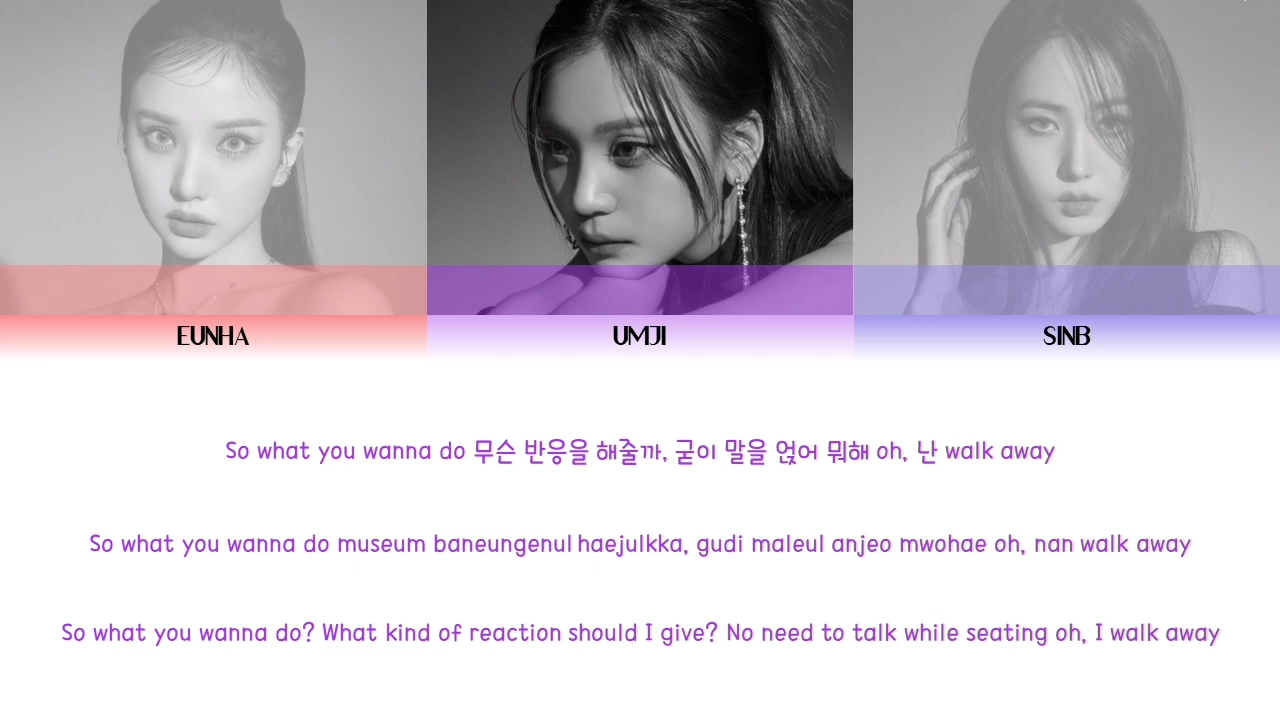 EUNHA
UMJI
SINB
So what you wanna do 무슨 반응을 해줄까, 굳이 말을 얹어 뭐해 oh, 난 walk away
So what you wanna do museum baneungenul haejulkka, gudi maleul anjeo mwohae oh, nan walk away
So what you wanna do? What kind of reaction should I give? No need to talk while seating oh, I walk away